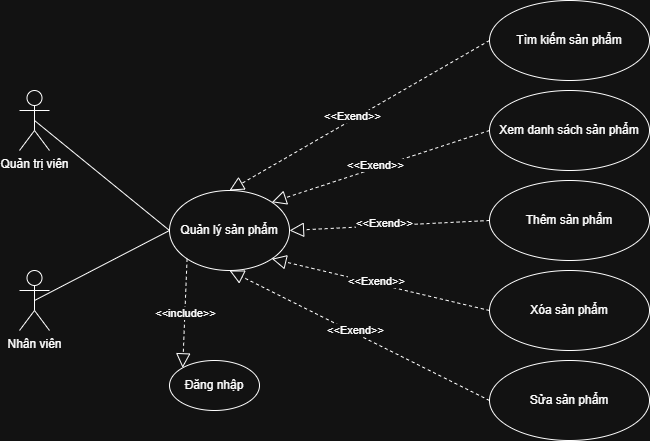 Tìm kiếm sản phẩm
<<Exend>>
Xem danh sách sản phẩm
Quản trị viên
<<Exend>>
Thêm sản phẩm
<<Exend>>
Quản lý sản phẩm
<<Exend>>
Xóa sản phẩm
<<include>>
<<Exend>>
Nhân viên
Đăng nhập
Sửa sản phẩm